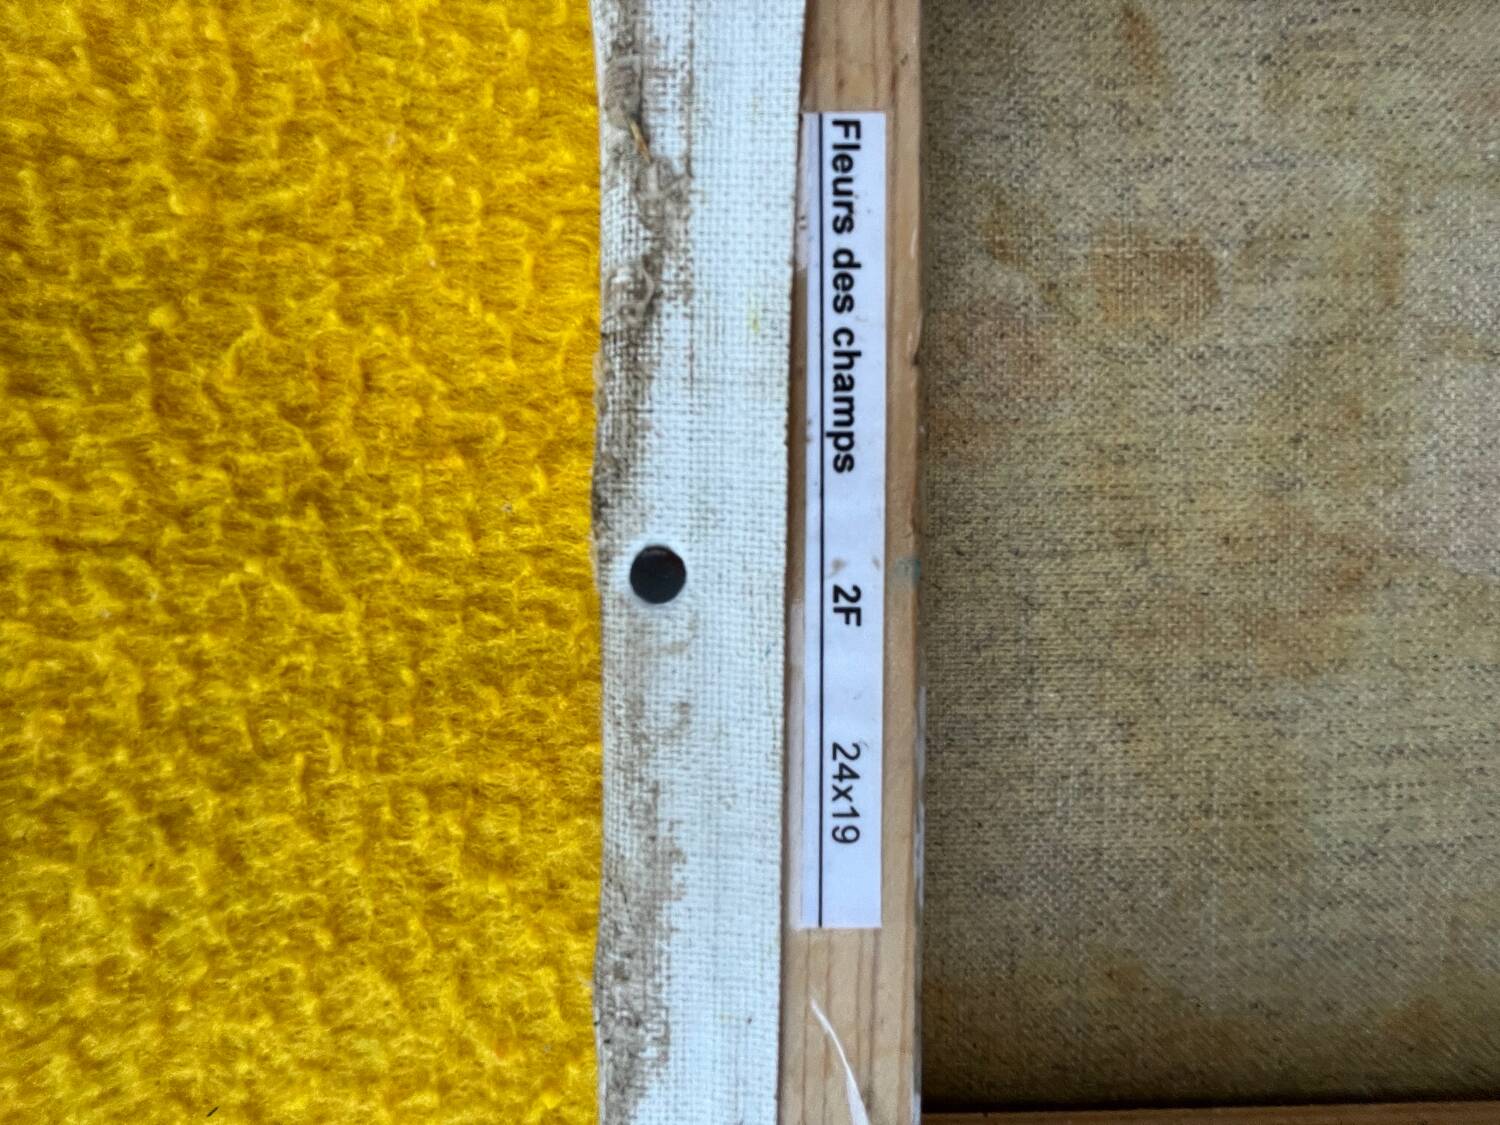 Fleurs des champs 2F 24x19